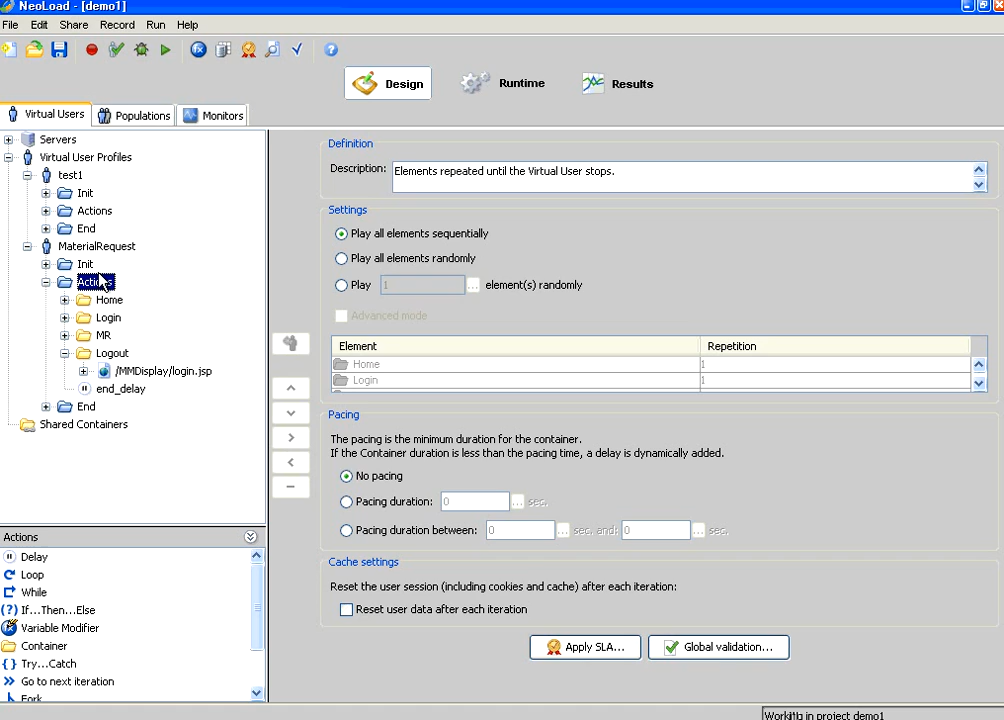 NeoLoad - [demo1]
File Edit Share Record Run Help
Design Runtime Results
Virtual Users Populations Monitors
Servers
Virtual User Profiles
test1
Init
Actions
End
MaterialRequest
Init
Actions
Home
Login
MR
Logout
/MMDisplay/login.jsp
end_delay
End
Shared Containers
Actions
Delay
Loop
While
(?) If...Then...Else
Variable Modifier
Container
{ } Try...Catch
>> Go to next iteration
Fork
Definition
Description: Elements repeated until the Virtual User stops.
Settings
Play all elements sequentially
Play all elements randomly
Play 1 ... element(s) randomly
Advanced mode
Element Repetition
Home 1
Login 1
Pacing
The pacing is the minimum duration for the container.
If the Container duration is less than the pacing time, a delay is dynamically added.
No pacing
Pacing duration: 0 ... sec.
Pacing duration between: 0 ... sec. and: 0 ... sec.
Cache settings
Reset the user session (including cookies and cache) after each iteration:
Reset user data after each iteration
Apply SLA... Global validation...
Working in project demo1